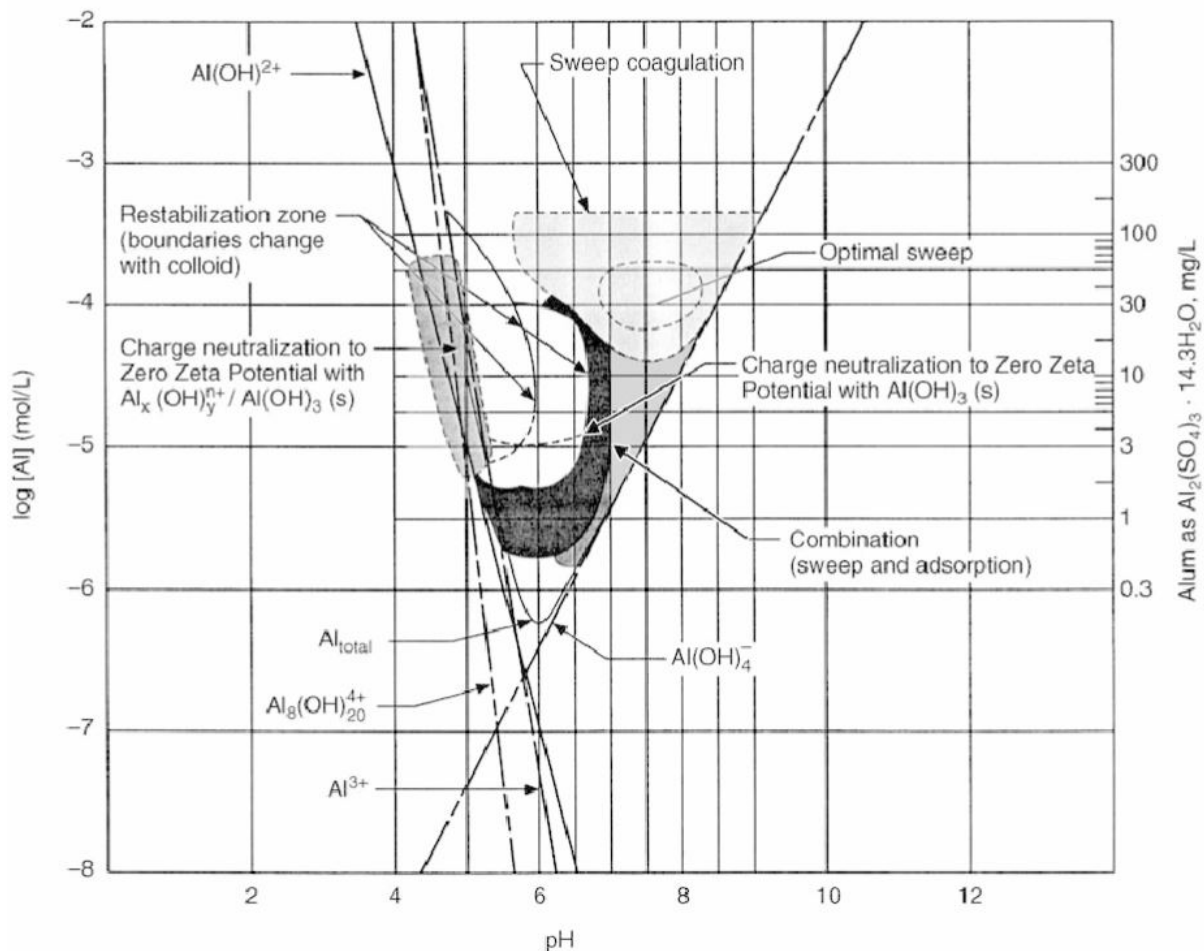 −2
−3
−4
−5
−6
−7
−8
log [Al] (mol/L)
Al(OH)²⁺
Sweep coagulation
Restabilization zone
(boundaries change
with colloid)
Optimal sweep
Charge neutralization to
Zero Zeta Potential with
Alₓ (OH)ᵧⁿ⁺ / Al(OH)₃ (s)
Charge neutralization to Zero Zeta
Potential with Al(OH)₃ (s)
Combination
(sweep and adsorption)
Al total
Al(OH)₄⁻
Al₈(OH)₂₀⁴⁺
Al³⁺
300
100
30
10
3
1
0.3
Alum as Al₂(SO₄)₃ · 14.3H₂O, mg/L
2
4
6
8
10
12
pH